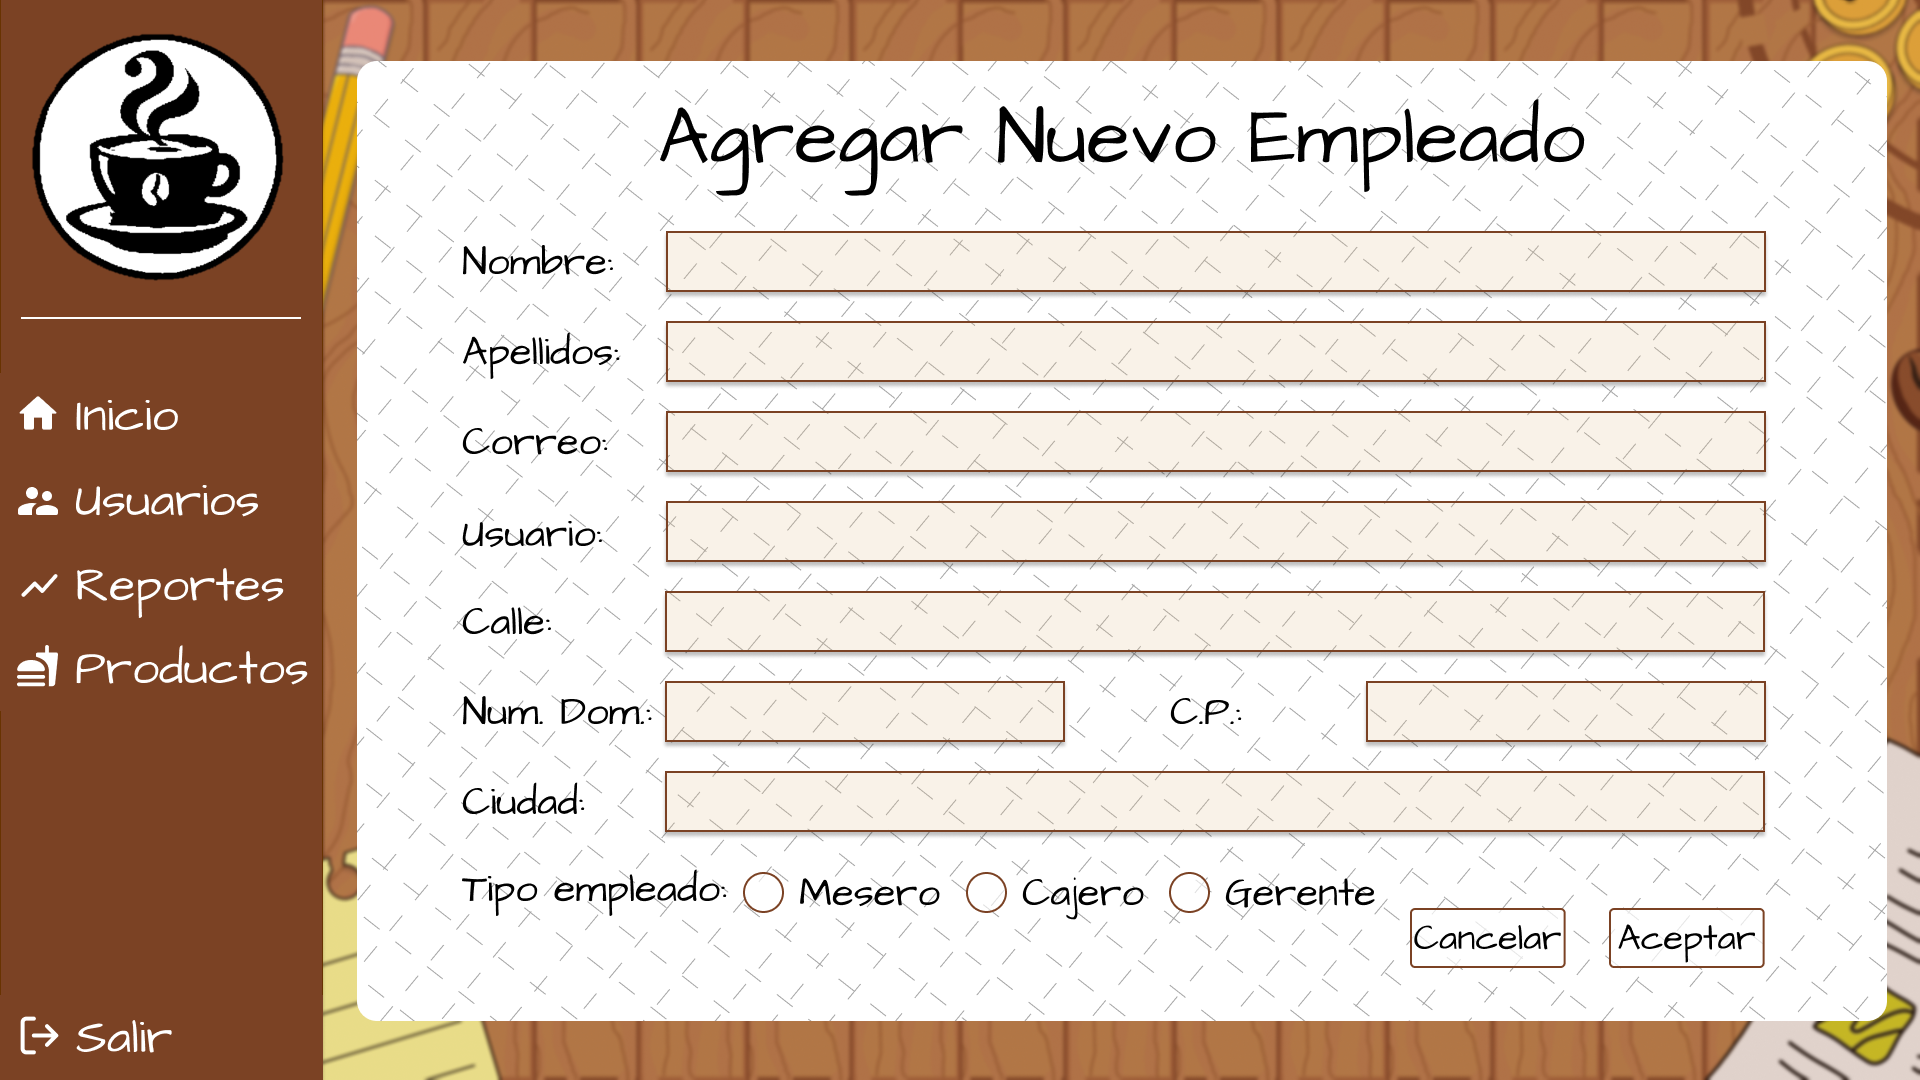 Inicio
Usuarios
Reportes
Productos
Salir
Agregar Nuevo Empleado
Nombre:
Apellidos:
Correo:
Usuario:
Calle:
Num. Dom.: C.P.:
Ciudad:
Tipo empleado: Mesero Cajero Gerente
Cancelar Aceptar